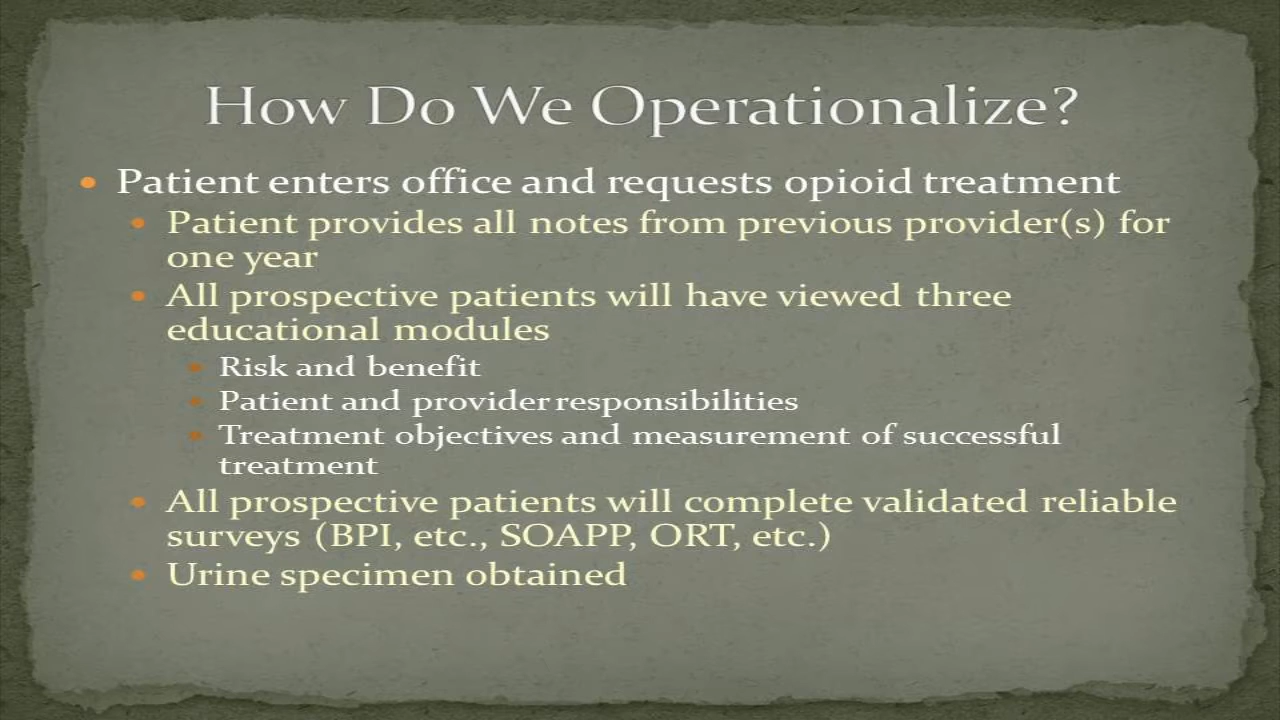 How Do We Operationalize?
Patient enters office and requests opioid treatment
Patient provides all notes from previous provider(s) for
one year
All prospective patients will have viewed three
educational modules
Risk and benefit
Patient and provider responsibilities
Treatment objectives and measurement of successful
treatment
All prospective patients will complete validated reliable
surveys (BPI, etc., SOAPP, ORT, etc.)
Urine specimen obtained